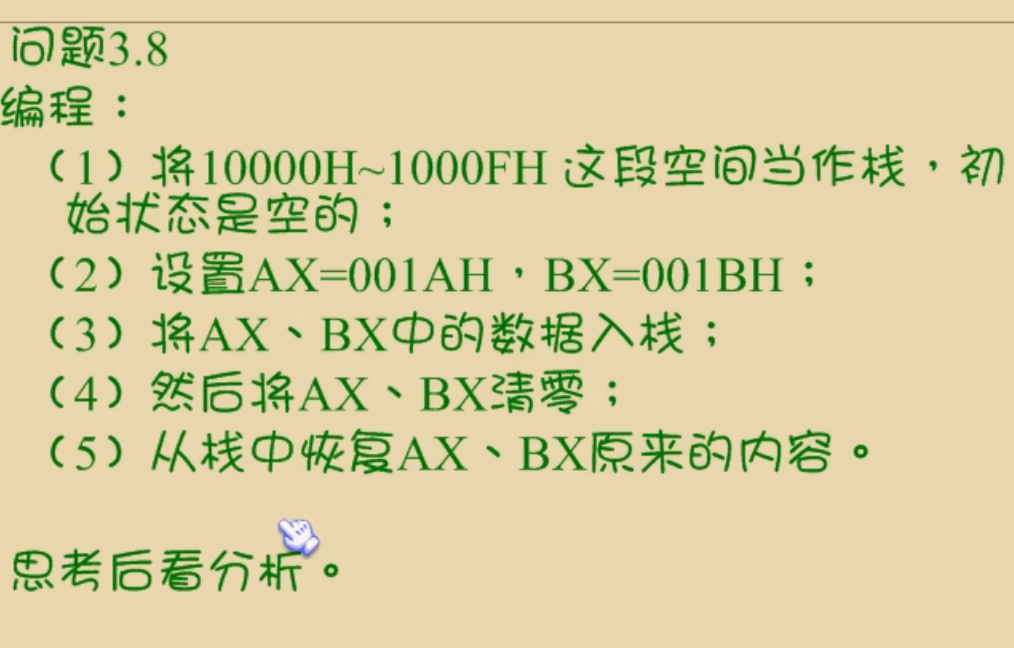 问题3.8
编程：
（1）将10000H~1000FH 这段空间当作栈，初
始状态是空的；
（2）设置AX=001AH，BX=001BH；
（3）将AX、BX中的数据入栈；
（4）然后将AX、BX清零；
（5）从栈中恢复AX、BX原来的内容。
思考后看分析。